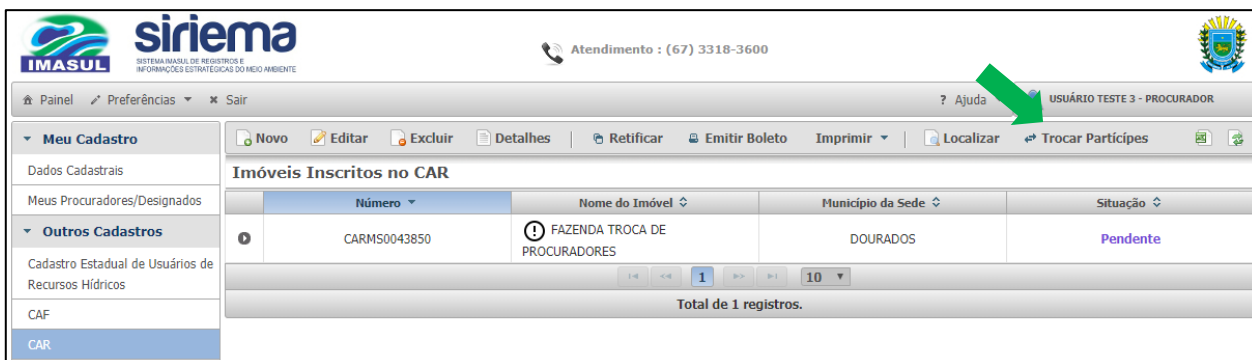 IMASUL
siriema
SISTEMA IMASUL DE REGISTROS E
INFORMAÇÕES ESTRATÉGICAS DO MEIO AMBIENTE
Atendimento : (67) 3318-3600
Painel Preferências Sair
? Ajuda USUÁRIO TESTE 3 - PROCURADOR
Meu Cadastro
Dados Cadastrais
Meus Procuradores/Designados
Outros Cadastros
Cadastro Estadual de Usuários de
Recursos Hídricos
CAF
CAR
Novo Editar Excluir Detalhes Retificar Emitir Boleto Imprimir Localizar Trocar Partícípes
Imóveis Inscritos no CAR
Número Nome do Imóvel Município da Sede Situação
CARMS0043850 FAZENDA TROCA DE
PROCURADORES DOURADOS Pendente
1 10
Total de 1 registros.